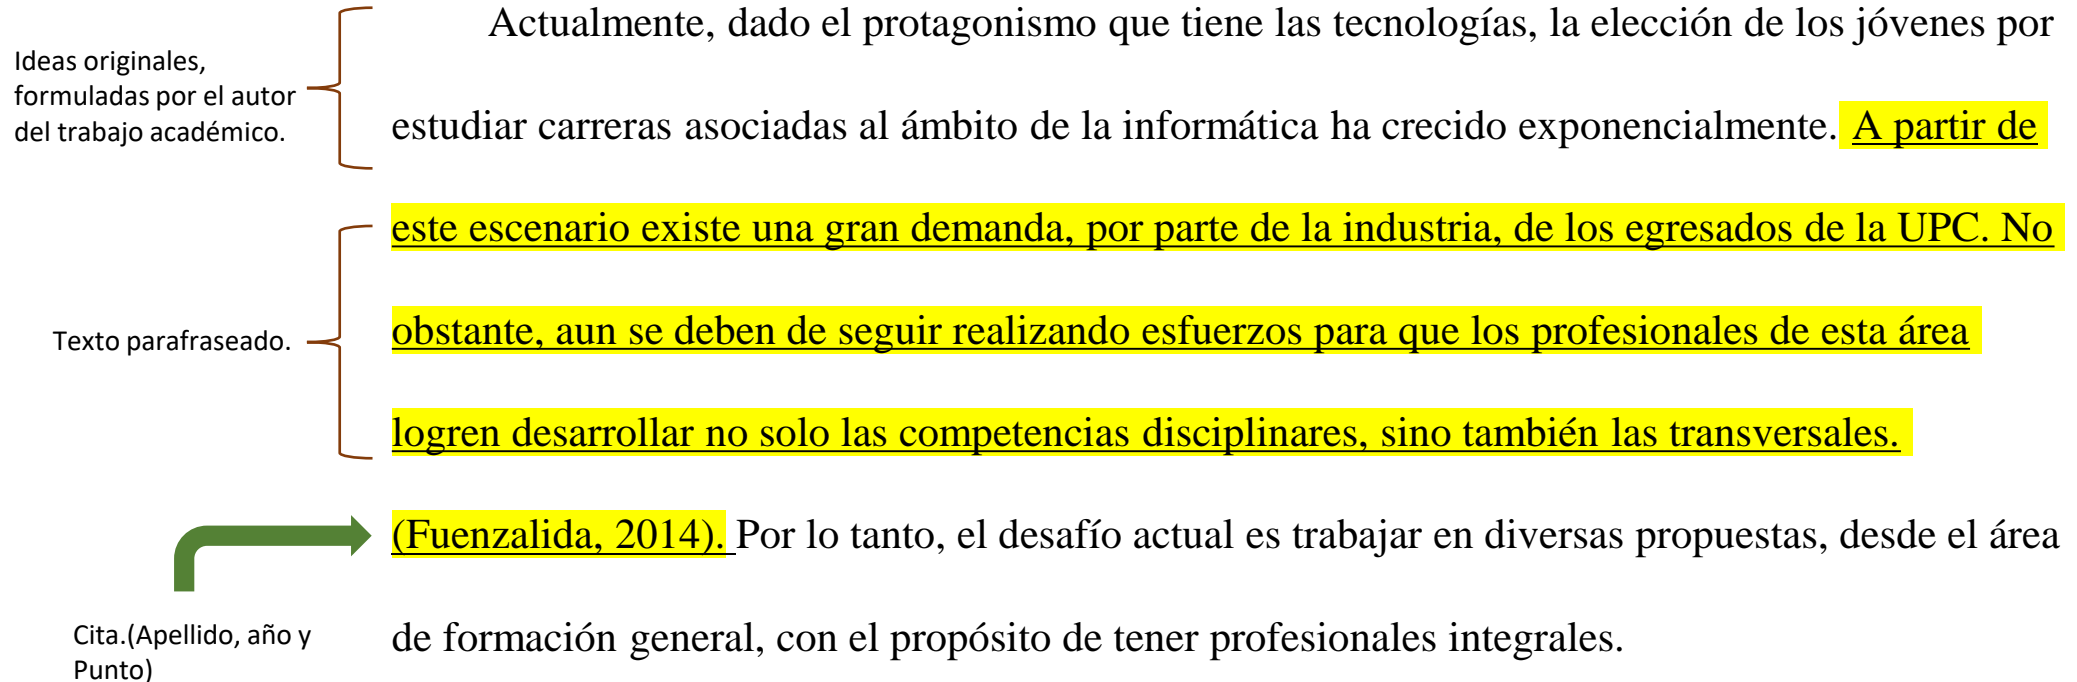 Actualmente, dado el protagonismo que tiene las tecnologías, la elección de los jóvenes por
Ideas originales,
formuladas por el autor
del trabajo académico.
estudiar carreras asociadas al ámbito de la informática ha crecido exponencialmente. A partir de
este escenario existe una gran demanda, por parte de la industria, de los egresados de la UPC. No
Texto parafraseado.
obstante, aun se deben de seguir realizando esfuerzos para que los profesionales de esta área
logren desarrollar no solo las competencias disciplinares, sino también las transversales.
(Fuenzalida, 2014). Por lo tanto, el desafío actual es trabajar en diversas propuestas, desde el área
Cita.(Apellido, año y
Punto)
de formación general, con el propósito de tener profesionales integrales.